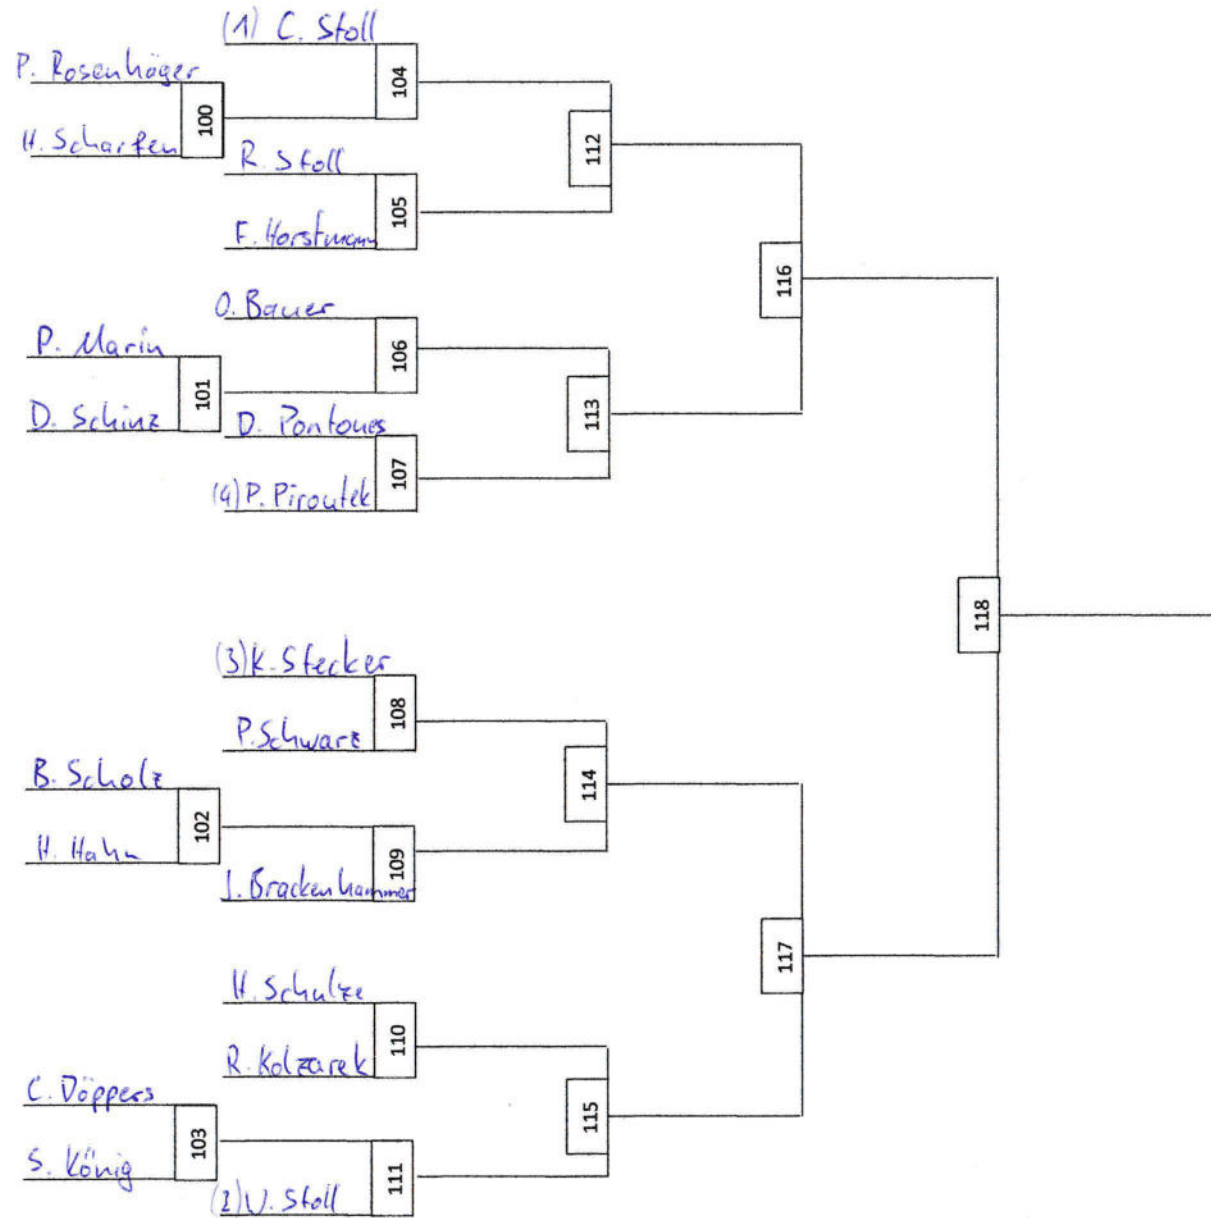 (1) C. Stoll
P. Rosenhöger
104
100
H. Scharfen
112
R. Stoll
105
F. Horstmann
116
O. Bauer
P. Marin
106
101
113
D. Schinz
D. Pontoues
107
(4) P. Piroutek
118
(3) K. Stecker
108
P. Schwarz
B. Scholz
114
102
H. Hahn
109
J. Brackenhammer
117
H. Schulze
110
R. Kolzarek
C. Döppers
115
103
S. König
111
(2) U. Stoll